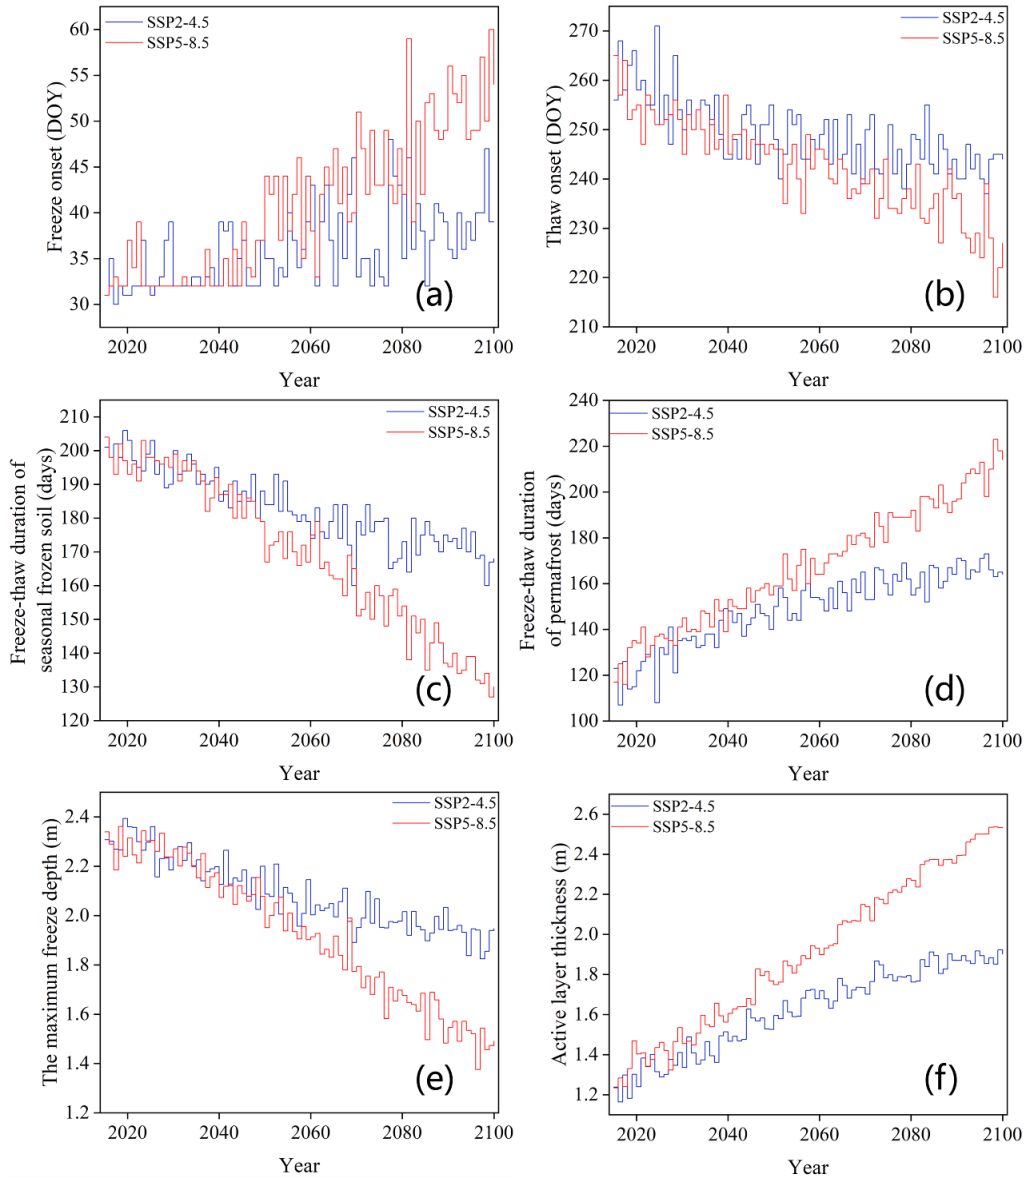 SSP2-4.5
SSP5-8.5
60
55
50
45
40
35
30
Freeze onset (DOY)
(a)
2020 2040 2060 2080 2100
Year
SSP2-4.5
SSP5-8.5
270
260
250
240
230
220
210
Thaw onset (DOY)
(b)
2020 2040 2060 2080 2100
Year
SSP2-4.5
SSP5-8.5
210
200
190
180
170
160
150
140
130
120
Freeze-thaw duration of
seasonal frozen soil (days)
(c)
2020 2040 2060 2080 2100
Year
SSP2-4.5
SSP5-8.5
240
220
200
180
160
140
120
100
Freeze-thaw duration
of permafrost (days)
(d)
2020 2040 2060 2080 2100
Year
SSP2-4.5
SSP5-8.5
2.4
2.2
2.0
1.8
1.6
1.4
1.2
The maximum freeze depth (m)
(e)
2020 2040 2060 2080 2100
Year
SSP2-4.5
SSP5-8.5
2.6
2.4
2.2
2.0
1.8
1.6
1.4
1.2
Active layer thickness (m)
(f)
2020 2040 2060 2080 2100
Year